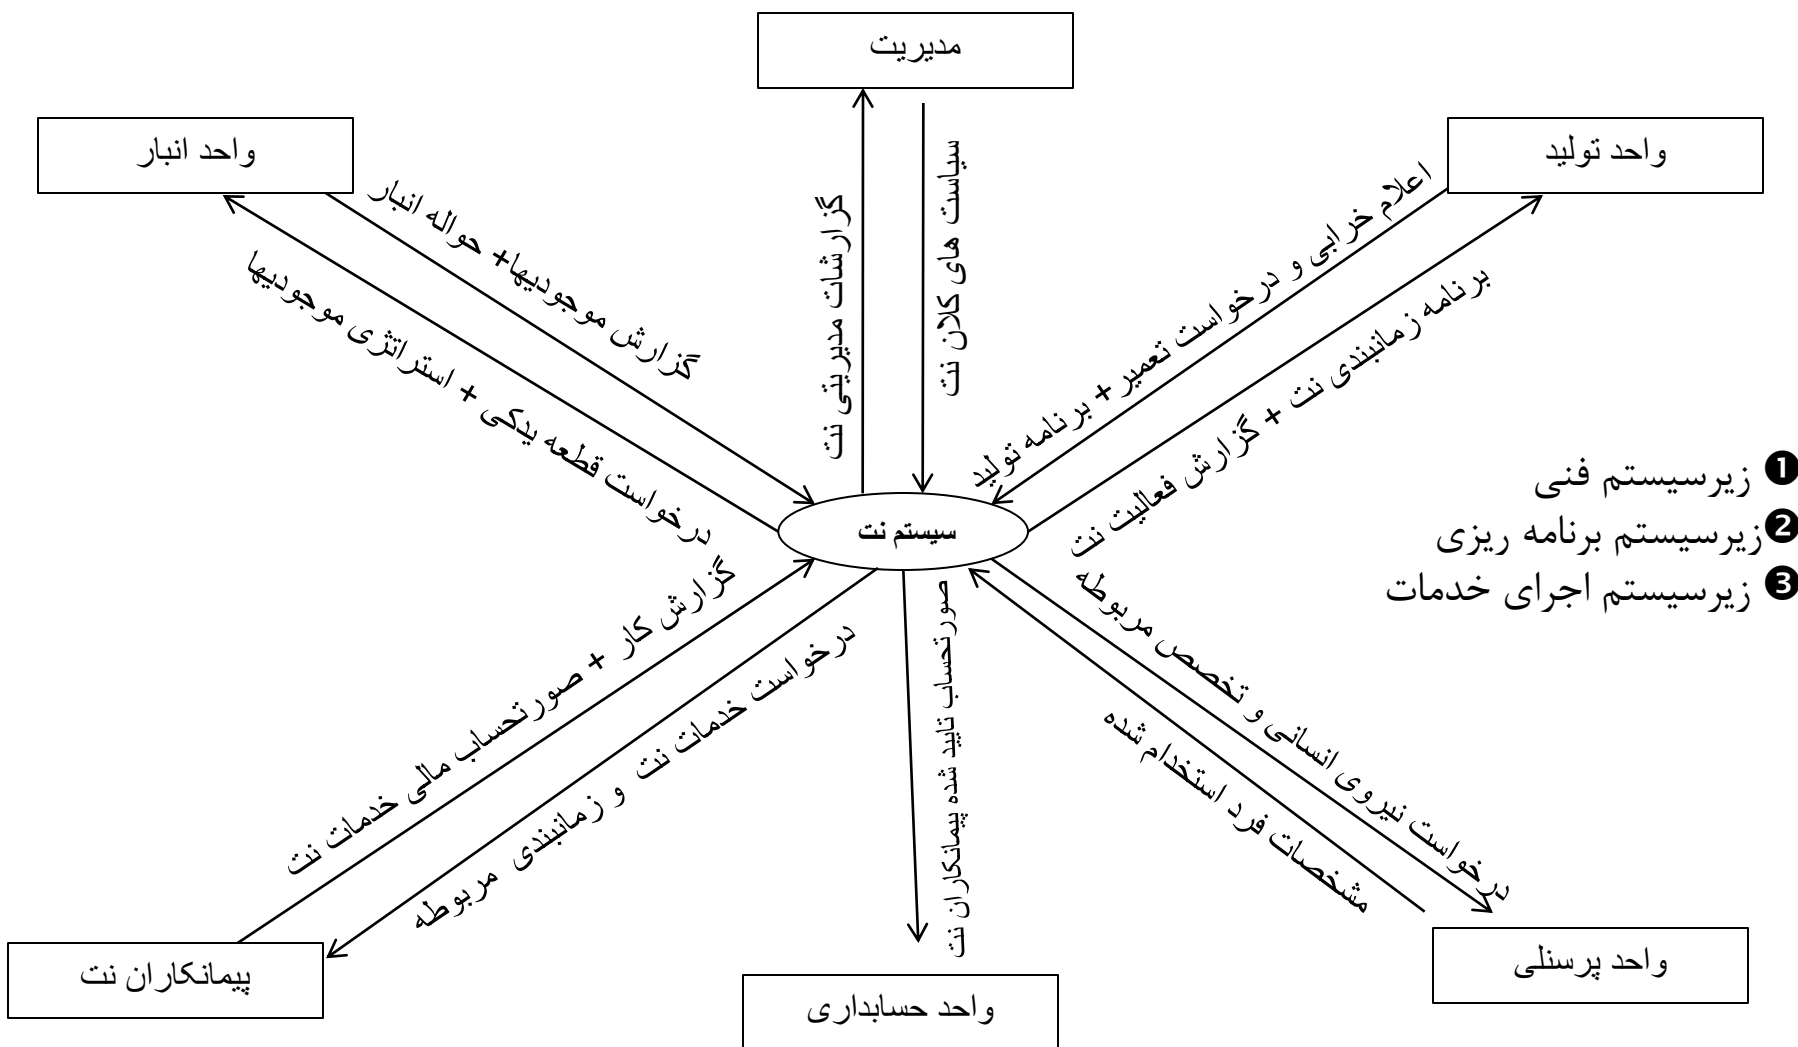 مدیریت
واحد انبار
واحد تولید
گزارش موجودیها+ حواله انبار
درخواست قطعه یدکی + استراتژی موجودیها
گزارشات مدیریتی نت
سیاست های کلان نت
اعلام خرابی و درخواست تعمیر+ برنامه تولید
برنامه زمانبندی نت + گزارش فعالیت نت
❶ زیرسیستم فنی
❷زیرسیستم برنامه ریزی
❸ زیرسیستم اجرای خدمات
سیستم نت
گزارش کار + صورتحساب مالی خدمات نت
درخواست خدمات نت و زمانبندی مربوطه
صورتحساب تایید شده پیمانکاران نت
درخواست نیروی انسانی و تخصص مربوطه
مشخصات فرد استخدام شده
پیمانکاران نت
واحد حسابداری
واحد پرسنلی